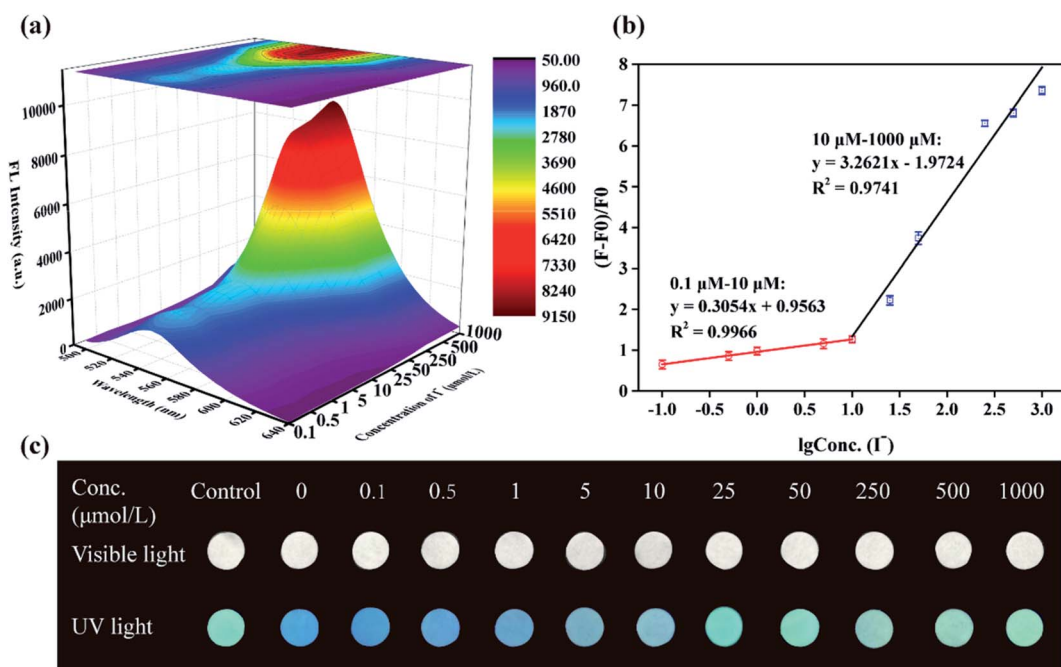 (a)
10000
8000
6000
4000
2000
0
FL Intensity (a.u.)
500
520
540
560
580
600
620
640
Wavelength (nm)
0.1
0.5
1
5
10
25
50
250
500
1000
Concentration of I⁻ (μmol/L)
50.00
960.0
1870
2780
3690
4600
5510
6420
7330
8240
9150
(b)
8
7
6
5
4
3
2
1
0
(F-F0)/F0
10 μM-1000 μM:
y = 3.2621x - 1.9724
R² = 0.9741
0.1 μM-10 μM:
y = 0.3054x + 0.9563
R² = 0.9966
-1.0 -0.5 0.0 0.5 1.0 1.5 2.0 2.5 3.0
lgConc. (I⁻)
(c)
Conc. Control 0 0.1 0.5 1 5 10 25 50 250 500 1000
(μmol/L)
Visible light
UV light